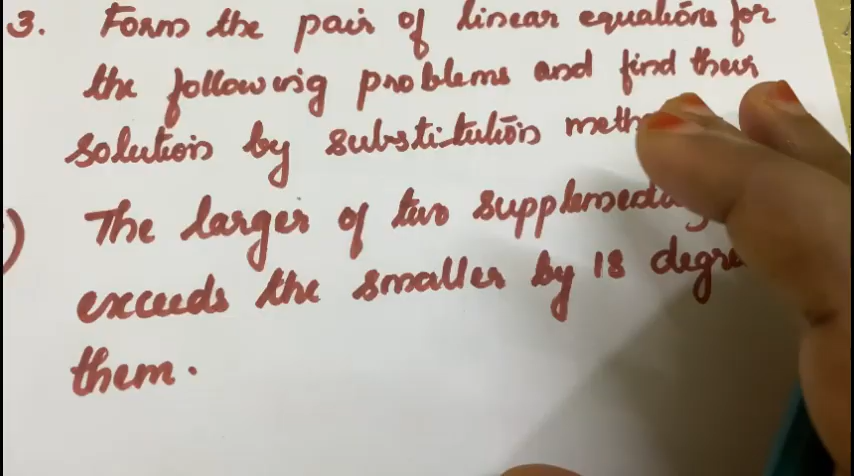 3. Form the pair of linear equations for
the following problems and find their
solution by substitution
) The larger of two
exceeds the smaller by 18
them.